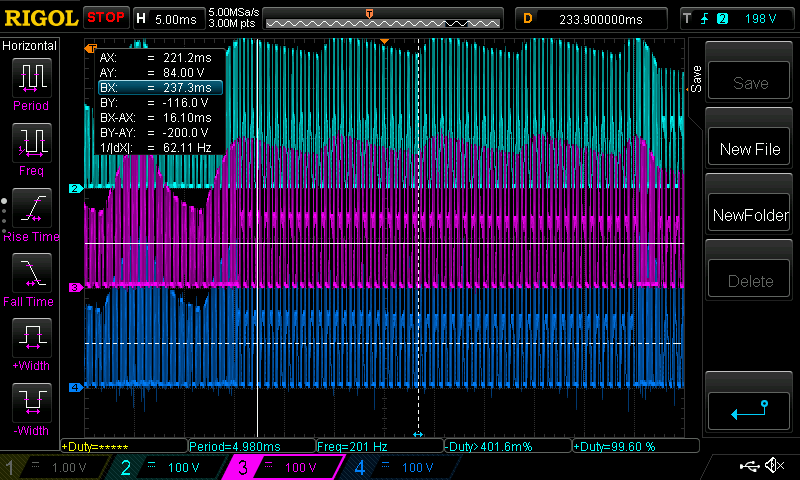 RIGOL STOP H 5.00ms 5.00MSa/s 3.00M pts T D 233.900000ms T 2 198 V
Horizontal
Period
Freq
Rise Time
Fall Time
+Width
-Width
T
AX: = 221.2ms
AY: = 84.00 V
BX: = 237.3ms
BY: = -116.0 V
BX-AX: = 16.10ms
BY-AY: = -200.0 V
1/|dX|: = 62.11 Hz
2
3
4
Save
Save
New File
NewFolder
Delete
+Duty=***** Period=4.980ms Freq=201 Hz -Duty>401.6m% +Duty=99.60 %
1 = 1.00 V 2 = 100 V 3 = 100 V 4 = 100 V